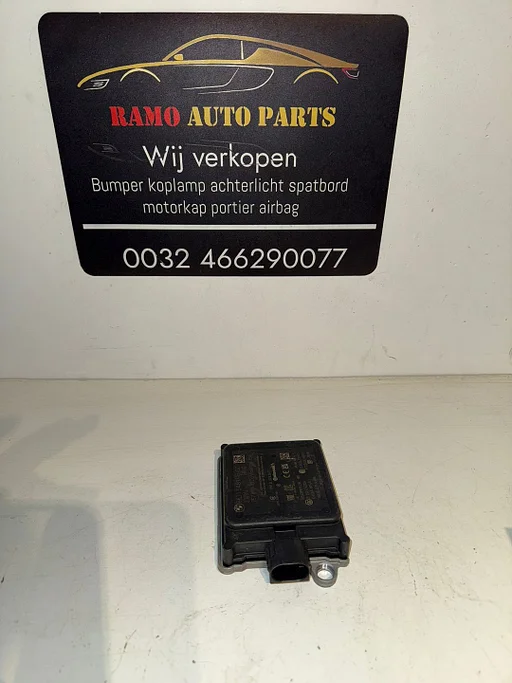 RAMO AUTO PARTS
Wij verkopen
Bumper koplamp achterlicht spatbord
motorkap portier airbag
0032 466290077